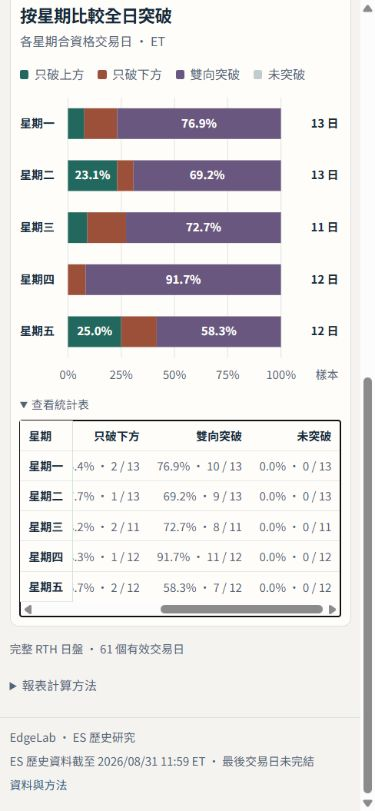 按星期比較全日突破
各星期合資格交易日 · ET
只破上方 只破下方 雙向突破 未突破
星期一 76.9% 13 日
星期二 23.1% 69.2% 13 日
星期三 72.7% 11 日
星期四 91.7% 12 日
星期五 25.0% 58.3% 12 日
0% 25% 50% 75% 100% 樣本
▼ 查看統計表
星期 只破下方 雙向突破 未突破
星期一 .4% · 2 / 13 76.9% · 10 / 13 0.0% · 0 / 13
星期二 .7% · 1 / 13 69.2% · 9 / 13 0.0% · 0 / 13
星期三 .2% · 2 / 11 72.7% · 8 / 11 0.0% · 0 / 11
星期四 .3% · 1 / 12 91.7% · 11 / 12 0.0% · 0 / 12
星期五 .7% · 2 / 12 58.3% · 7 / 12 0.0% · 0 / 12
完整 RTH 日盤 · 61 個有效交易日
▶ 報表計算方法
EdgeLab · ES 歷史研究
ES 歷史資料截至 2026/08/31 11:59 ET · 最後交易日未完結
資料與方法